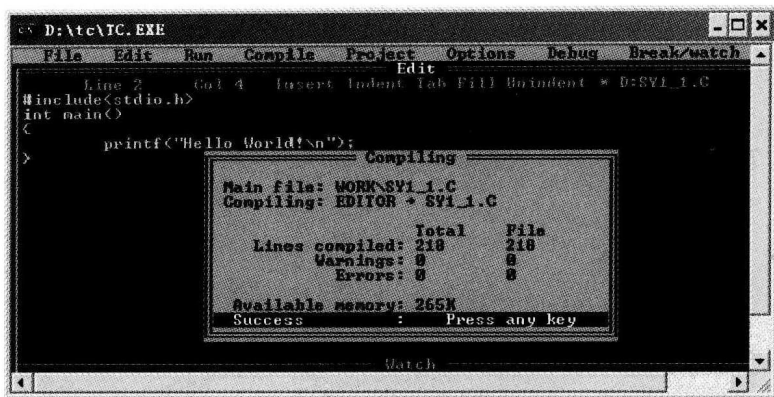 D:\tc\TC.EXE
File Edit Run Compile Project Options Debug Break/watch
Edit
Line 2 Col 4 Insert Indent Tab Fill Unindent * D:SY1_1.C
#include<stdio.h>
int main()
{
printf("Hello World!\n");
}
Compiling
Main file: WORK\SY1_1.C
Compiling: EDITOR → SY1_1.C
Total File
Lines compiled: 210 210
Warnings: 0 0
Errors: 0 0
Available memory: 265K
Success : Press any key
Watch